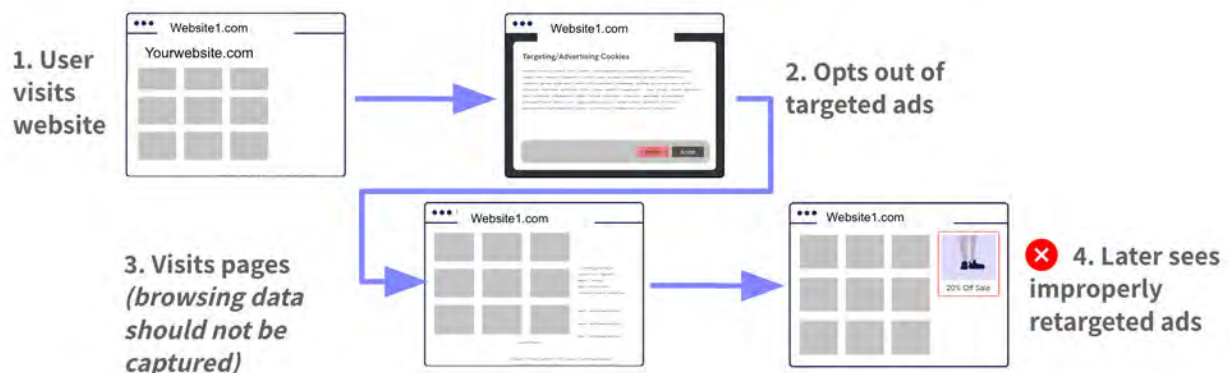 1. User
visits
website
Website1.com
Yourwebsite.com
Website1.com
Targeting/Advertising Cookies
Accept
2. Opts out of
targeted ads
3. Visits pages
(browsing data
should not be
captured)
Website1.com
Website1.com
20% Off Sale
4. Later sees
improperly
retargeted ads